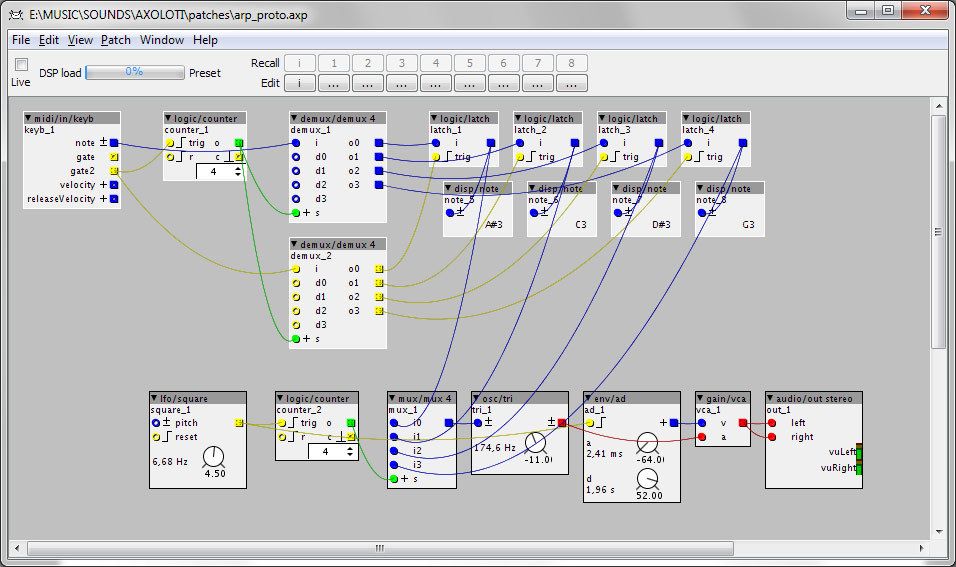 E:\MUSIC\SOUNDS\AXOLOTI\patches\arp_proto.axp
File Edit View Patch Window Help
Live
DSP load 0% Preset
Recall i 1 2 3 4 5 6 7 8
Edit i ... ... ... ... ... ... ... ...
midi/in/keyb
keyb_1
note ±
gate
gate2
velocity +
releaseVelocity +
logic/counter
counter_1
trig o
r c
4
demux/demux 4
demux_1
i o0
d0 o1
d1 o2
d2 o3
d3
+ s
logic/latch
latch_1
i
trig
logic/latch
latch_2
i
trig
logic/latch
latch_3
i
trig
logic/latch
latch_4
i
trig
disp/note
note_5
±
A#3
disp/note
note_6
±
C3
disp/note
note_7
±
D#3
disp/note
note_8
±
G3
demux/demux 4
demux_2
i o0
d0 o1
d1 o2
d2 o3
d3
+ s
lfo/square
square_1
± pitch
reset
6,68 Hz
4.50
logic/counter
counter_2
trig o
r c
4
mux/mux 4
mux_1
i0
i1
i2
i3
+ s
osc/tri
tri_1
± ±
174,6 Hz
-11.00
env/ad
ad_1
+
a
2,41 ms
-64.00
d
1,96 s
52.00
gain/vca
vca_1
v
a
audio/out stereo
out_1
left
right
vuLeft
vuRight